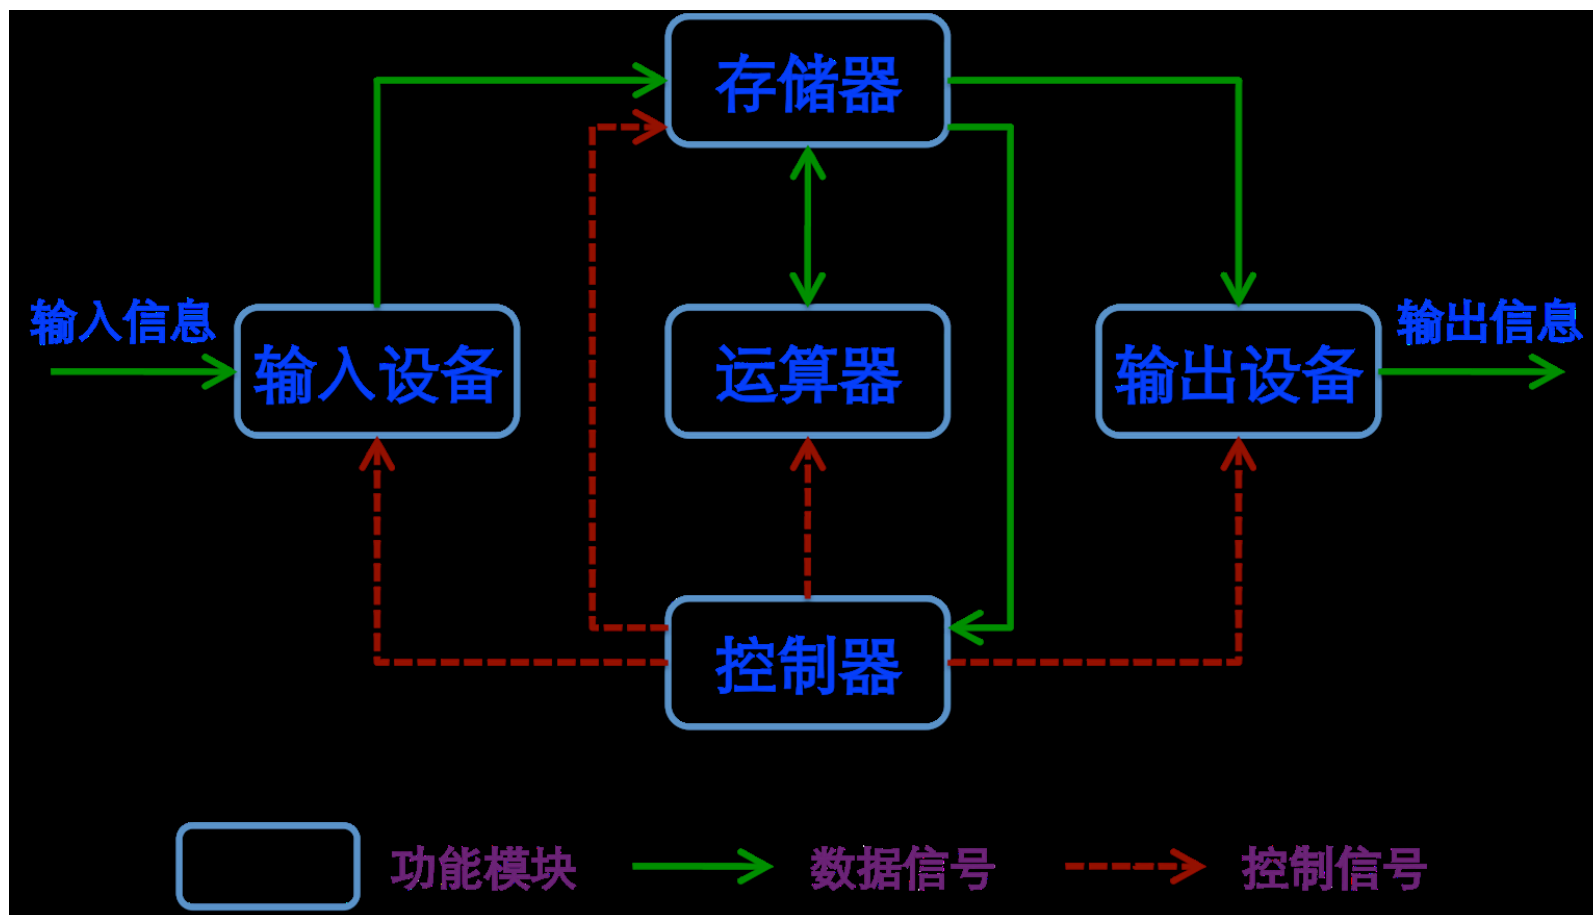 存储器
输入信息
输入设备
运算器
输出设备
输出信息
控制器
功能模块
数据信号
控制信号